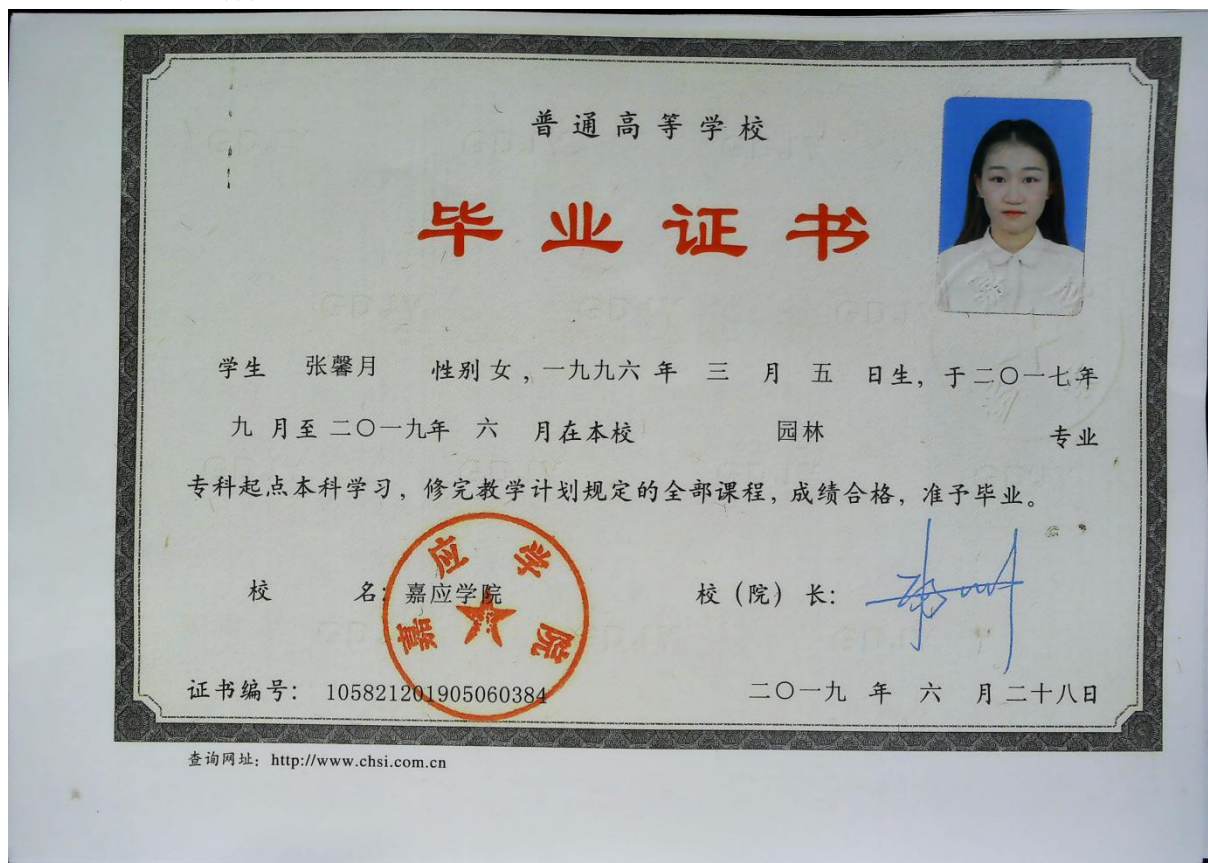 普通高等学校
毕业证书
学生 张馨月 性别 女，一九九六 年 三 月 五 日生，于二〇一七年
九 月至 二〇一九年 六 月在本校 园林 专业
专科起点本科学习，修完教学计划规定的全部课程，成绩合格，准予毕业。
校 名：嘉应学院 校（院）长：
嘉应学院
证书编号： 105821201905060384 二〇一九 年 六 月 二十八日
查询网址：http://www.chsi.com.cn